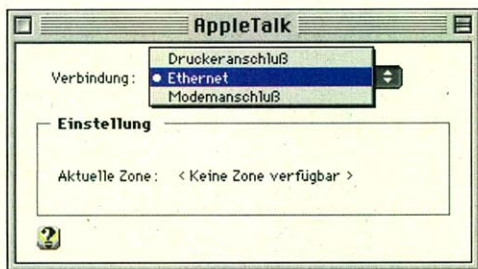 AppleTalk
Druckeranschluß
Verbindung: Ethernet
Modemanschluß
Einstellung
Aktuelle Zone: < Keine Zone verfügbar >
?